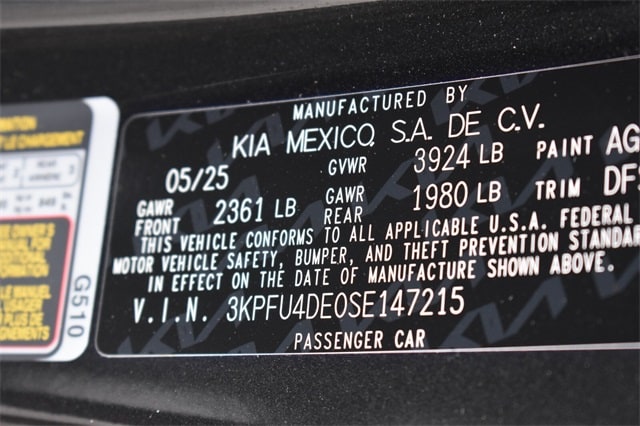 MANUFACTURED BY
KIA MEXICO, S.A. DE C.V.
05/25 GVWR 3924 LB PAINT AG
GAWR FRONT 2361 LB GAWR REAR 1980 LB TRIM
THIS VEHICLE CONFORMS TO ALL APPLICABLE U.S.A. FEDERAL
MOTOR VEHICLE SAFETY, BUMPER, AND THEFT PREVENTION STANDA
IN EFFECT ON THE DATE OF MANUFACTURE SHOWN ABOVE.
V.I.N. 3KPFU4DE0SE147215
PASSENGER CAR
G510